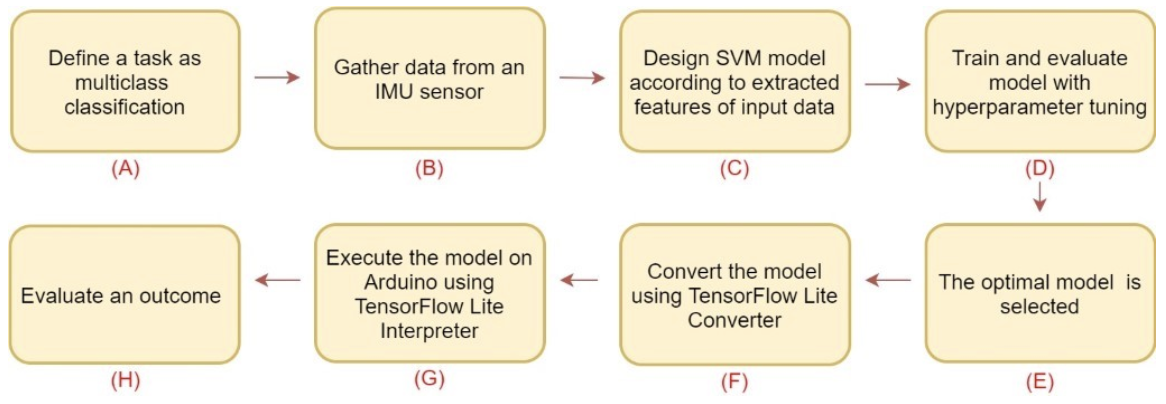 Define a task as
multiclass
classification
(A)
Gather data from an
IMU sensor
(B)
Design SVM model
according to extracted
features of input data
(C)
Train and evaluate
model with
hyperparameter tuning
(D)
The optimal model is
selected
(E)
Convert the model
using TensorFlow Lite
Converter
(F)
Execute the model on
Arduino using
TensorFlow Lite
Interpreter
(G)
Evaluate an outcome
(H)